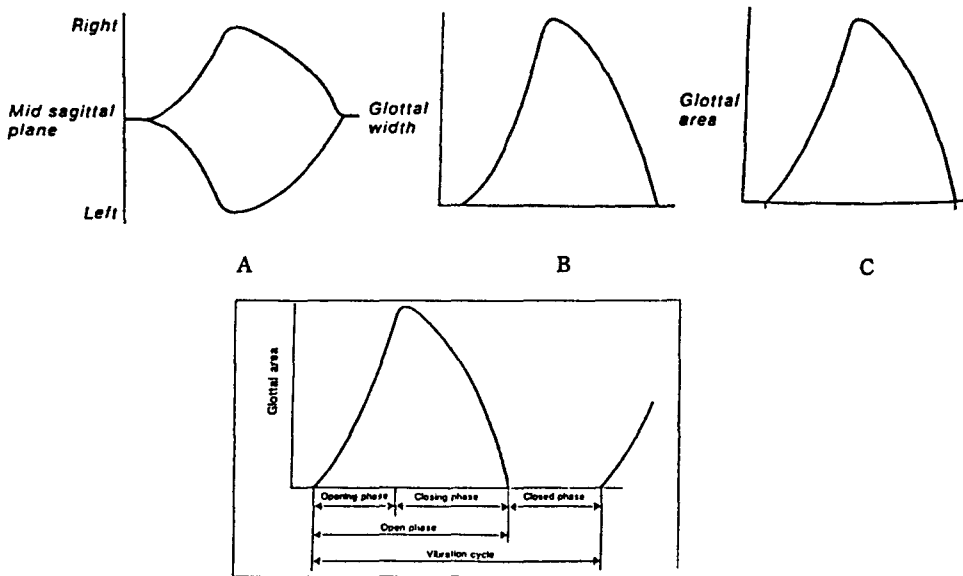 Right
Mid sagittal
plane
Left
Glottal
width
Glottal
area
A
B
C
Glottal area
Opening phase
Closing phase
Closed phase
Open phase
Vibration cycle